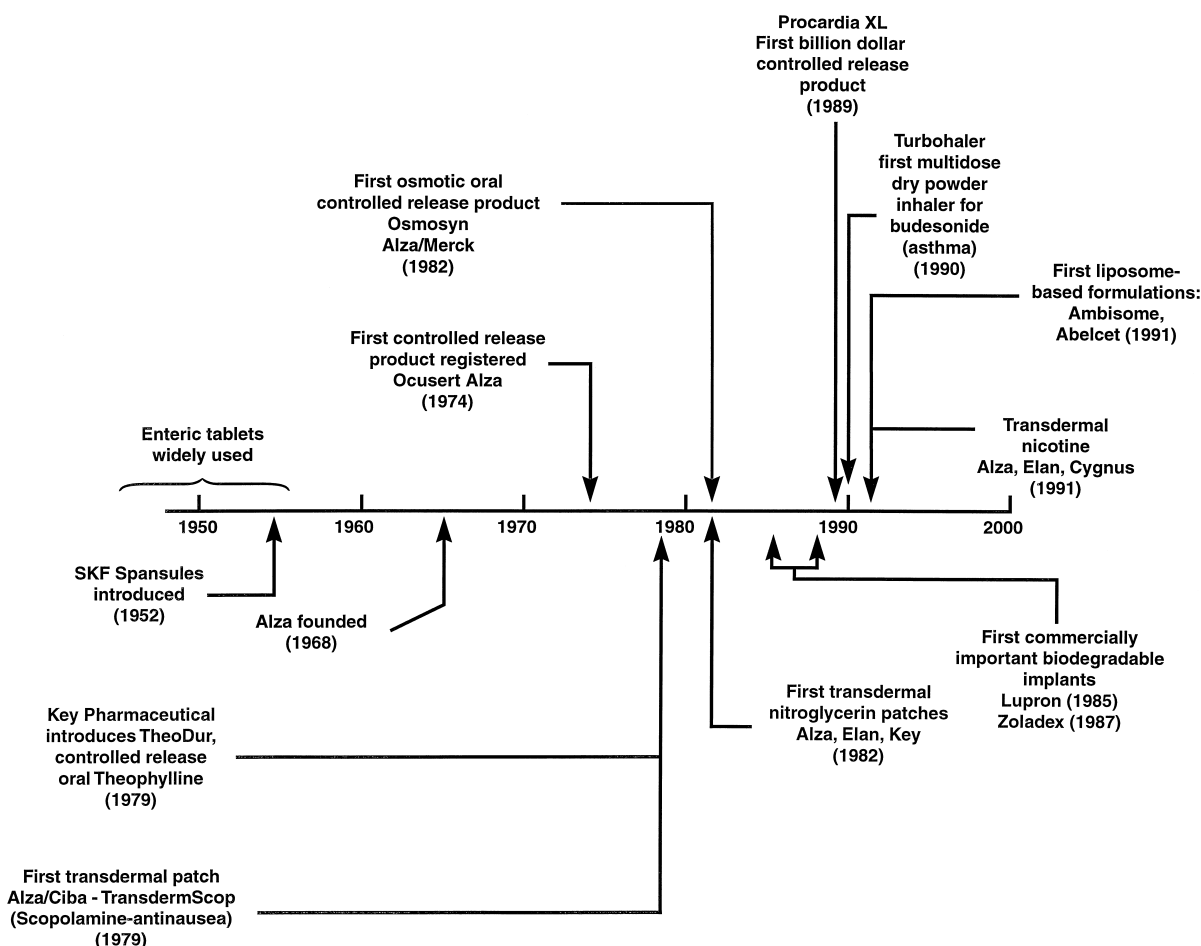 Procardia XL
First billion dollar
controlled release
product
(1989)
Turbohaler
first multidose
dry powder
inhaler for
budesonide
(asthma)
(1990)
First osmotic oral
controlled release product
Osmosyn
Alza/Merck
(1982)
First liposome-
based formulations:
Ambisome,
Abelcet (1991)
First controlled release
product registered
Ocusert Alza
(1974)
Enteric tablets
widely used
Transdermal
nicotine
Alza, Elan, Cygnus
(1991)
1950 1960 1970 1980 1990 2000
SKF Spansules
introduced
(1952)
Alza founded
(1968)
First commercially
important biodegradable
implants
Lupron (1985)
Zoladex (1987)
First transdermal
nitroglycerin patches
Alza, Elan, Key
(1982)
Key Pharmaceutical
introduces TheoDur,
controlled release
oral Theophylline
(1979)
First transdermal patch
Alza/Ciba - TransdermScop
(Scopolamine-antinausea)
(1979)